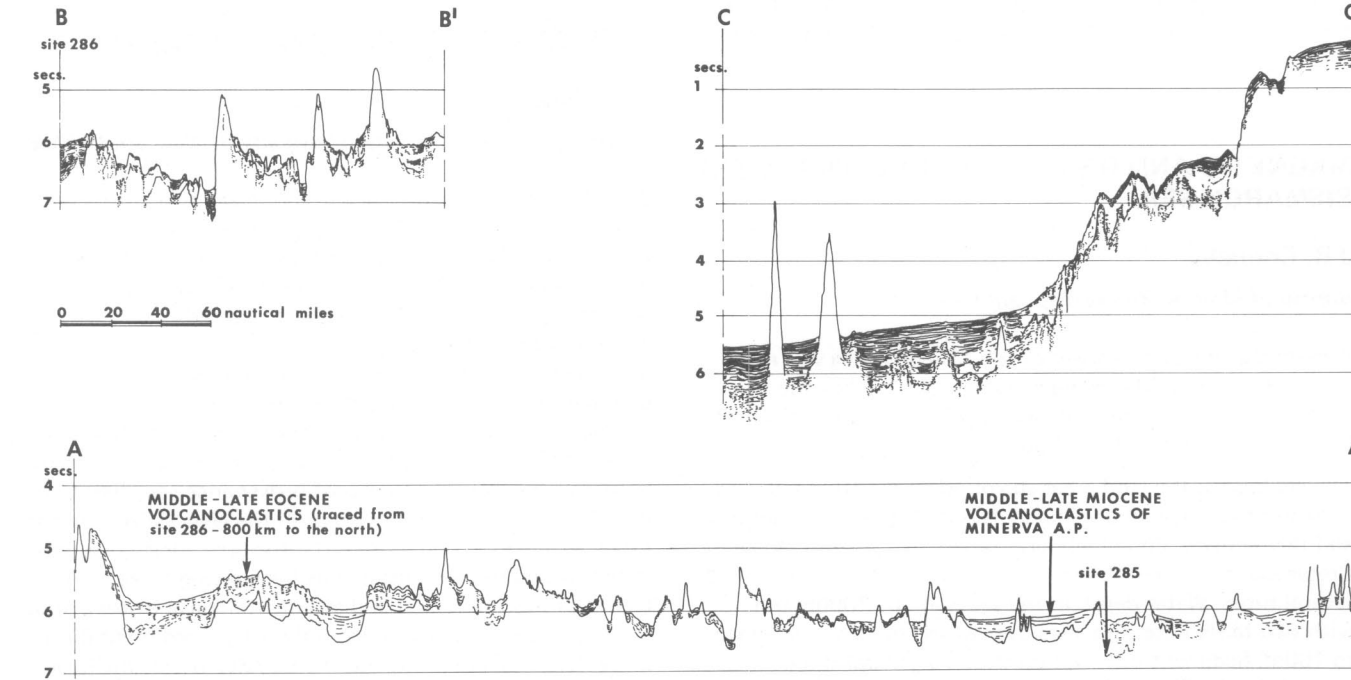 B
B'
site 286
secs.
5
6
7
0 20 40 60 nautical miles
C
secs.
1
2
3
4
5
6
A
secs.
4
5
6
7
MIDDLE-LATE EOCENE
VOLCANOCLASTICS (traced from
site 286 - 800 km to the north)
MIDDLE-LATE MIOCENE
VOLCANOCLASTICS OF
MINERVA A.P.
site 285